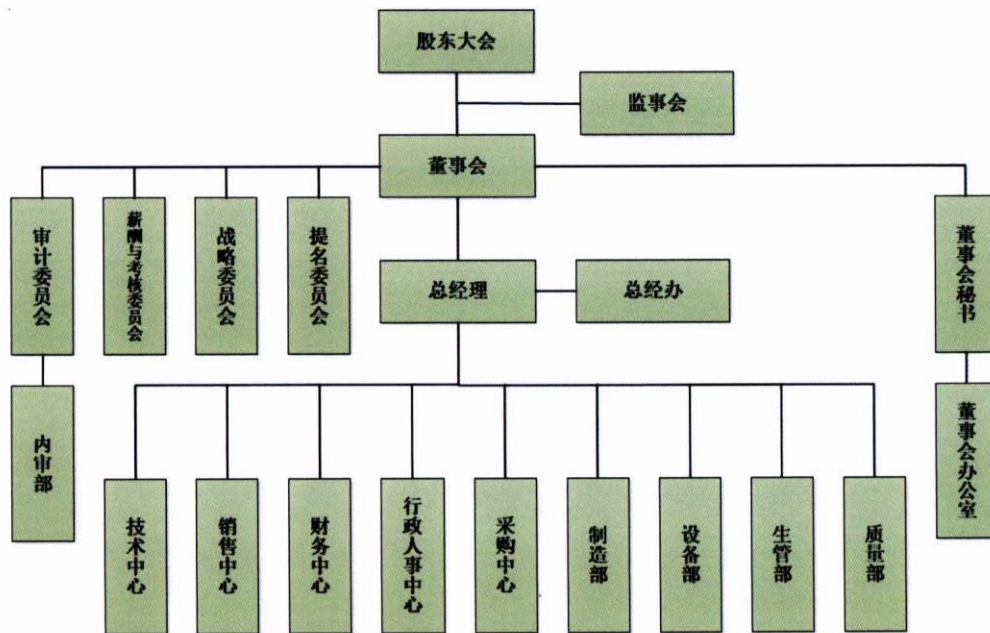 股东大会
监事会
董事会
审计委员会
薪酬与考核委员会
战略委员会
提名委员会
总经理
总经办
董事会秘书
内审部
董事会办公室
技术中心
销售中心
财务中心
行政人事中心
采购中心
制造部
设备部
生管部
质量部